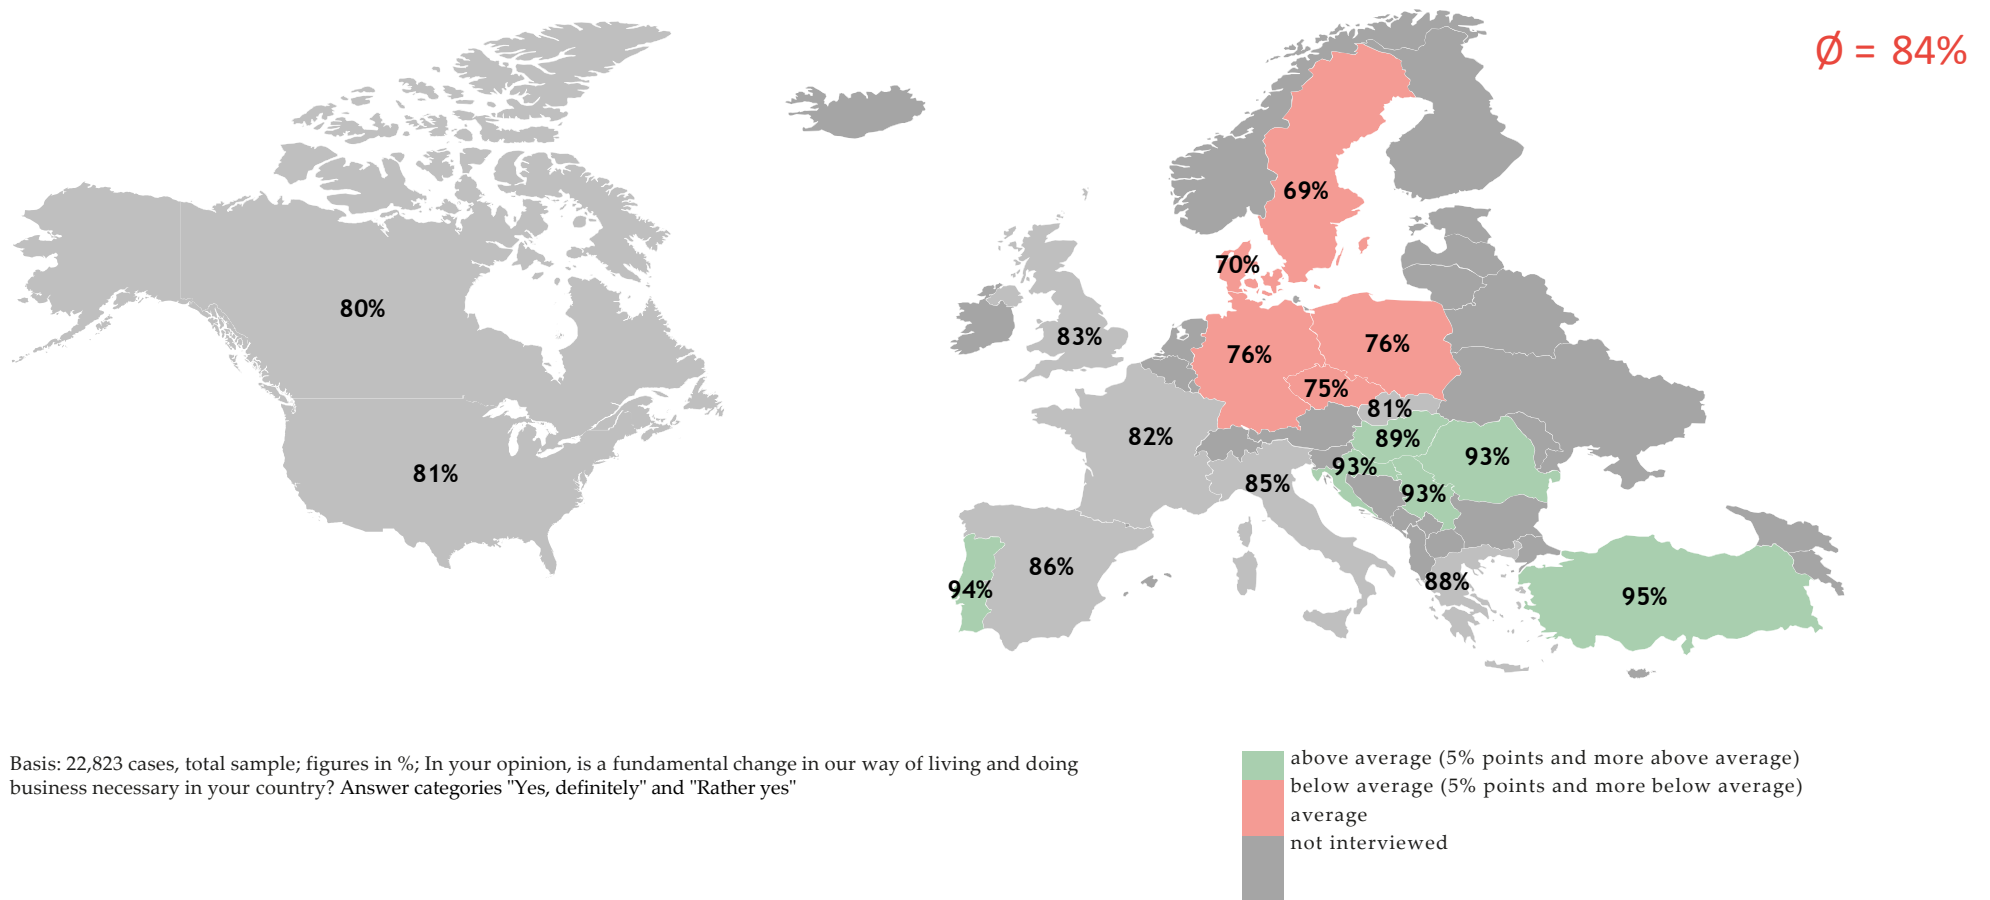 Ø = 84%
69%
70%
80%
83%
76%
76%
75%
81%
82%
89%
93%
93%
81%
85%
93%
86%
94%
88%
95%
Basis: 22,823 cases, total sample; figures in %; In your opinion, is a fundamental change in our way of living and doing
business necessary in your country? Answer categories "Yes, definitely" and "Rather yes"
above average (5% points and more above average)
below average (5% points and more below average)
average
not interviewed